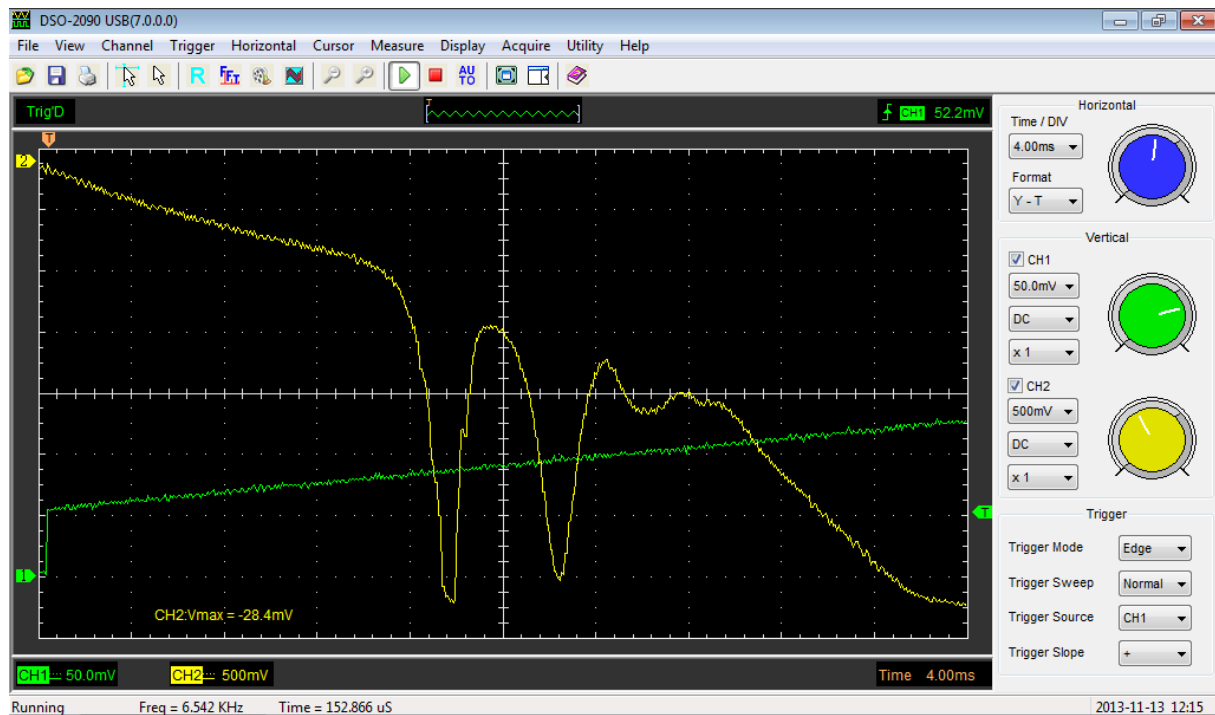 DSO-2090 USB(7.0.0.0)
File View Channel Trigger Horizontal Cursor Measure Display Acquire Utility Help
R FFT AUTO
Trig'D
T
CH1 52.2mV
T
2
1
T
CH2:Vmax = -28.4mV
CH1 50.0mV CH2 500mV Time 4.00ms
Horizontal
Time / DIV
4.00ms
Format
Y - T
Vertical
CH1
50.0mV
DC
x 1
CH2
500mV
DC
x 1
Trigger
Trigger Mode Edge
Trigger Sweep Normal
Trigger Source CH1
Trigger Slope +
Running Freq = 6.542 KHz Time = 152.866 uS 2013-11-13 12:15